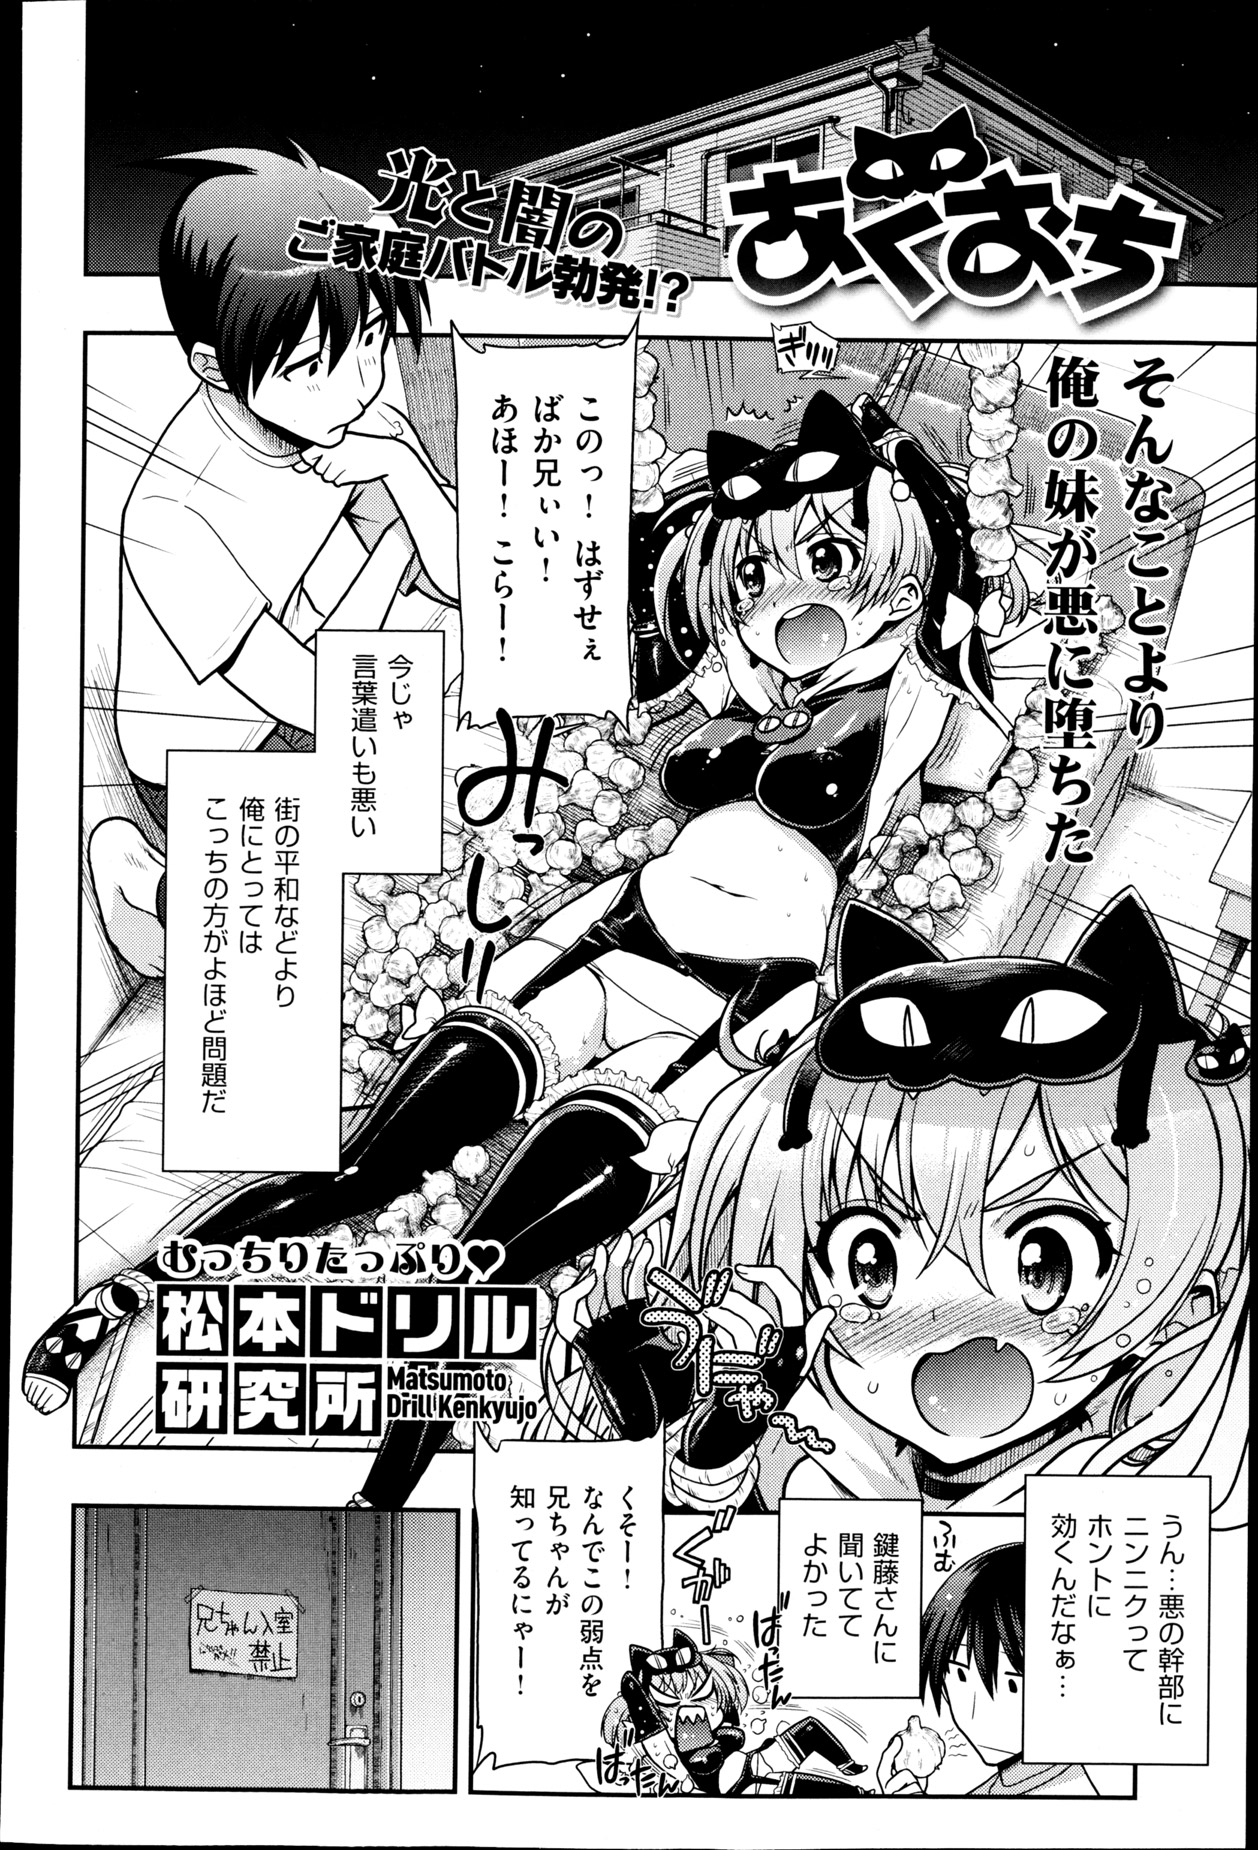 あくおち
光と闇の
ご家庭バトル勃発!?
そんなことより
俺の妹が悪に堕ちた
ぎりり
このっ！はずせぇ
ばか兄ぃぃ！
あほー！こらー！
みっしぃ
今じゃ
言葉遣いも悪い
街の平和などより
俺にとっては
こっちの方がよほど問題だ
むっちりたっぷり♥
松本ドリル
研究所
Matsumoto
Drill Kenkyujo
うん…悪の幹部に
ニンニクって
ホントに
効くんだなぁ…
ふむ
鍵藤さんに
聞いてて
よかった
くそー！
なんでこの弱点を
兄ちゃんが
知ってるにゃー！
ばったん
ばったん
兄ちゃん入室
禁止